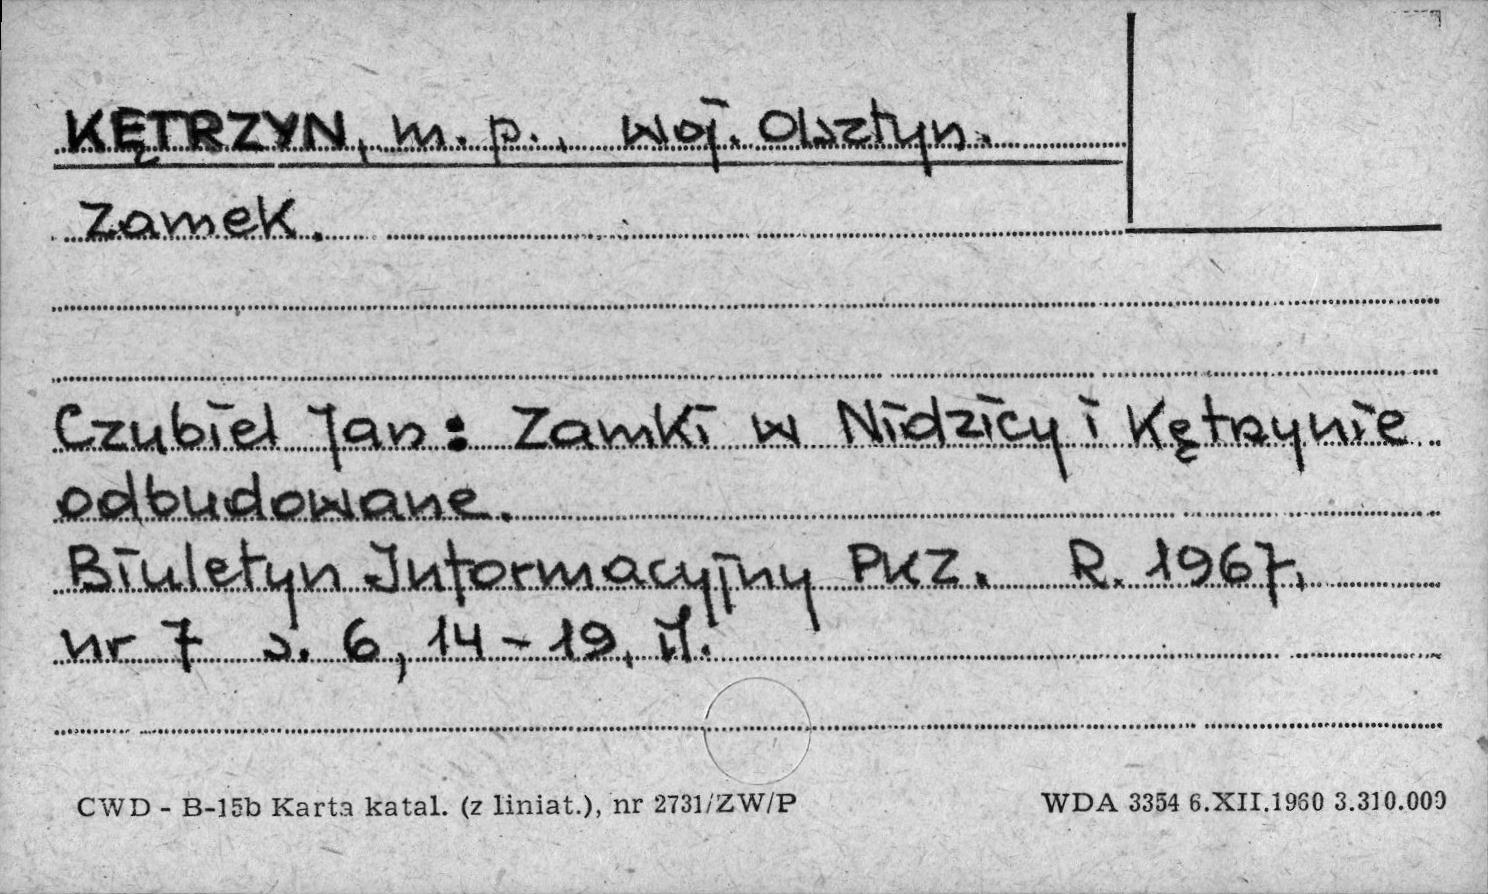 KĘTRZYN, m.p., woj. Olsztyn.
Zamek.
Czubiel Jan: Zamki w Nidzicy i Kętrzynie
odbudowane.
Biuletyn Informacyjny PKZ. R. 1967,
nr 7 s. 6, 14-19, il.
CWD - B-15b Karta katal. (z liniat.), nr 2731/ZW/P
WDA 3354 6.XII.1960 3.310.000